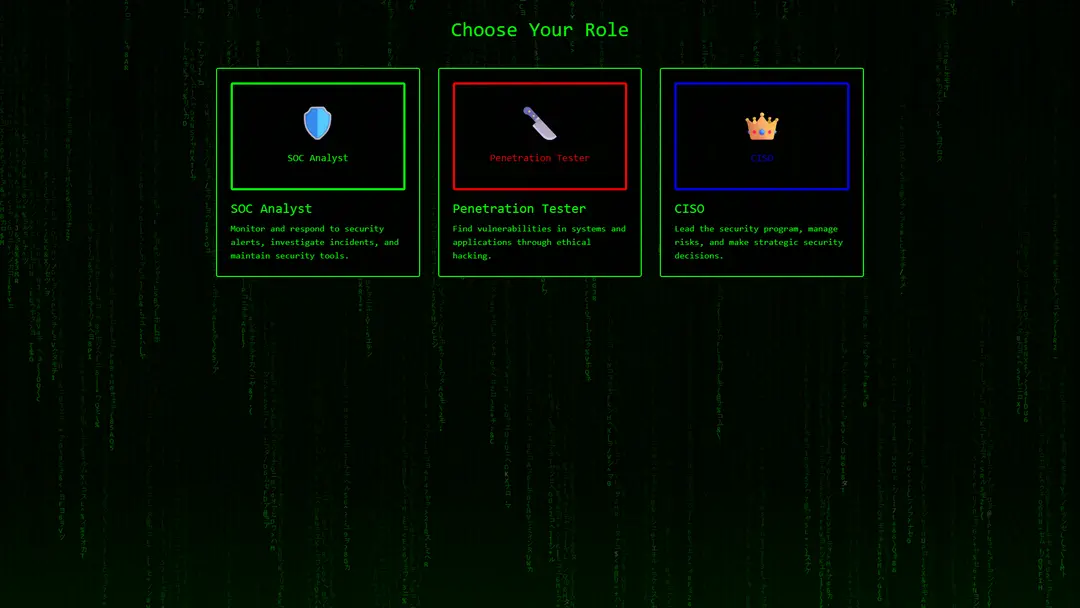 Choose Your Role
SOC Analyst
SOC Analyst
Monitor and respond to security
alerts, investigate incidents, and
maintain security tools.
Penetration Tester
Penetration Tester
Find vulnerabilities in systems and
applications through ethical
hacking.
CISO
CISO
Lead the security program, manage
risks, and make strategic security
decisions.